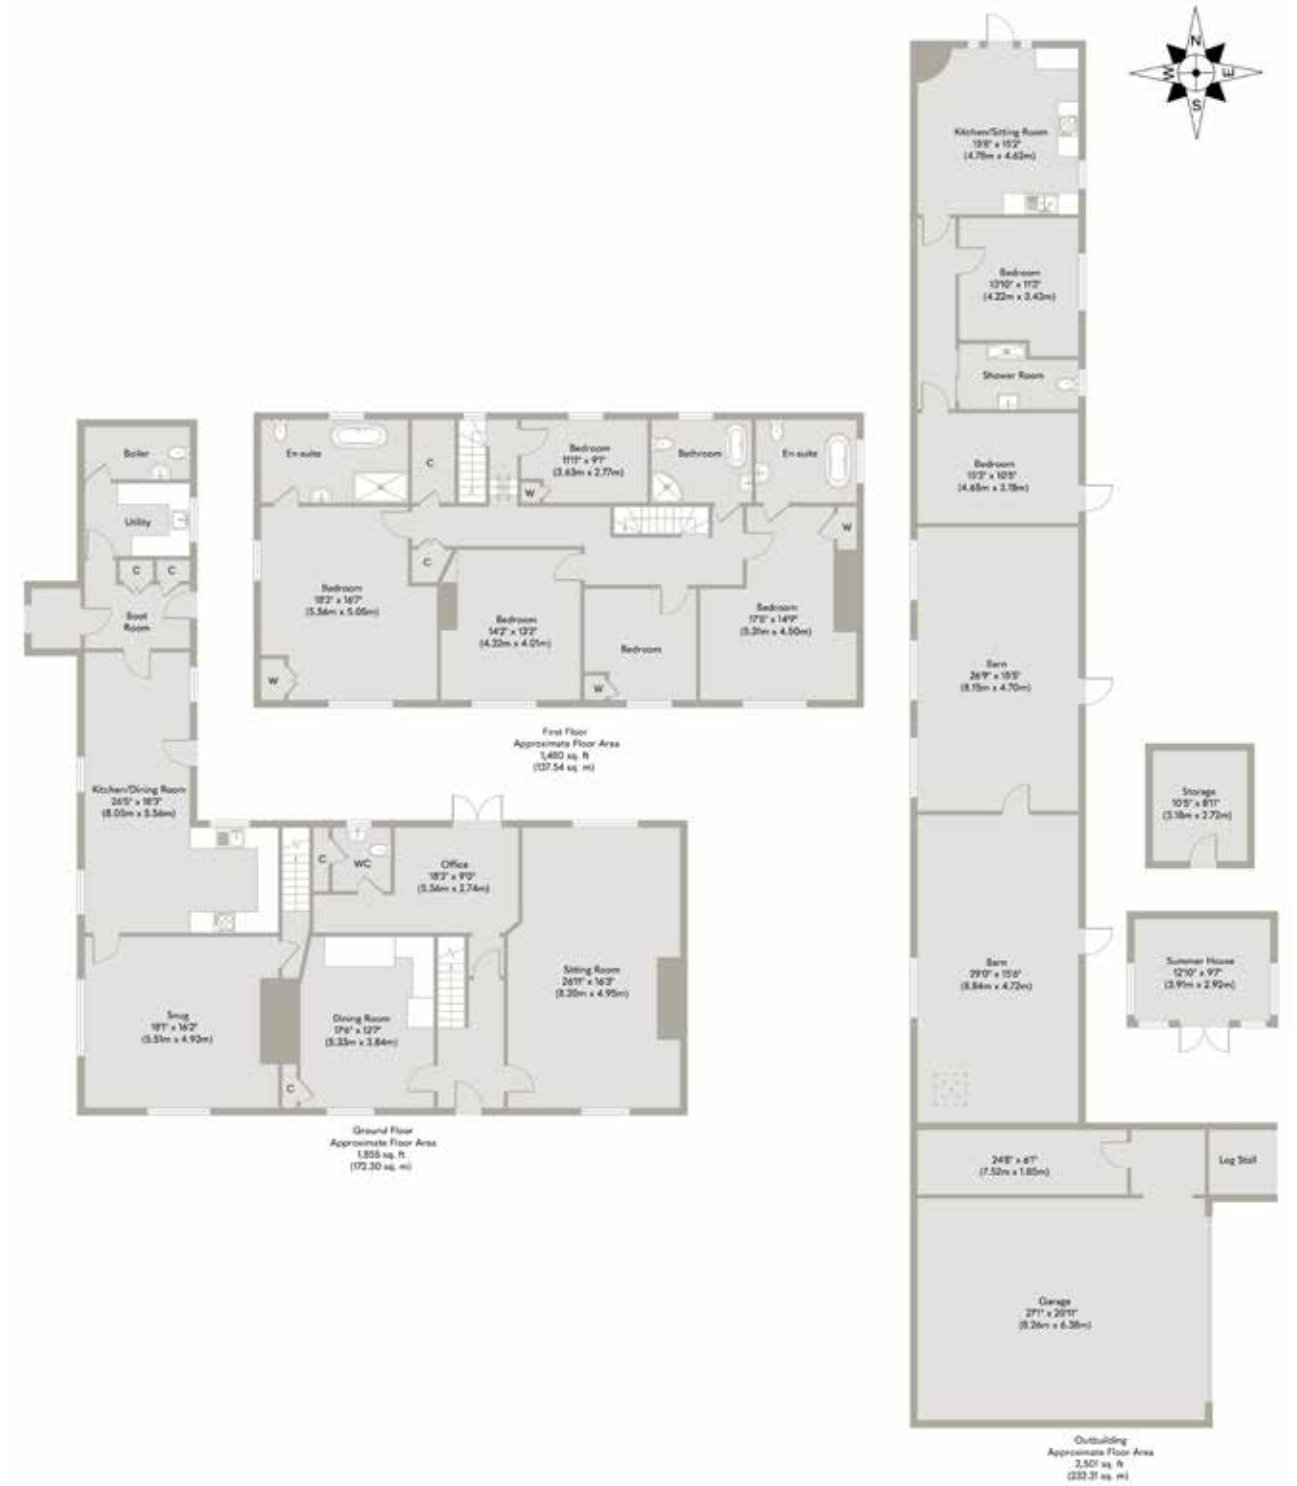 N
W
E
S
Kitchen/Sitting Room
15'8" x 15'2"
(4.78m x 4.62m)
Bedroom
13'10" x 11'3"
(4.22m x 3.43m)
Shower Room
Bedroom
15'3" x 10'5"
(4.65m x 3.18m)
Barn
26'9" x 15'5"
(8.15m x 4.70m)
Barn
29'0" x 15'6"
(8.84m x 4.72m)
24'8" x 6'1"
(7.52m x 1.85m)
Log Stall
Garage
27'1" x 20'11"
(8.26m x 6.38m)
Outbuilding
Approximate Floor Area
2,501 sq. ft
(232.31 sq. m)
Storage
10'5" x 8'11"
(3.18m x 2.72m)
Summer House
12'10" x 9'7"
(3.91m x 2.92m)
En-suite
C
Bedroom
11'11" x 9'1"
(3.63m x 2.77m)
W
Bathroom
En-suite
W
Bedroom
18'3" x 16'7"
(5.56m x 5.05m)
W
C
Bedroom
14'2" x 13'2"
(4.32m x 4.01m)
Bedroom
W
Bedroom
17'5" x 14'9"
(5.31m x 4.50m)
First Floor
Approximate Floor Area
1,480 sq. ft
(137.54 sq. m)
Boiler
Utility
C
C
Boot
Room
Kitchen/Dining Room
26'5" x 18'3"
(8.05m x 5.56m)
C
WC
Office
18'3" x 9'0"
(5.56m x 2.74m)
Snug
18'1" x 16'2"
(5.51m x 4.93m)
Dining Room
17'6" x 12'7"
(5.33m x 3.84m)
C
Sitting Room
26'11" x 16'3"
(8.20m x 4.95m)
Ground Floor
Approximate Floor Area
1,855 sq. ft
(172.30 sq. m)